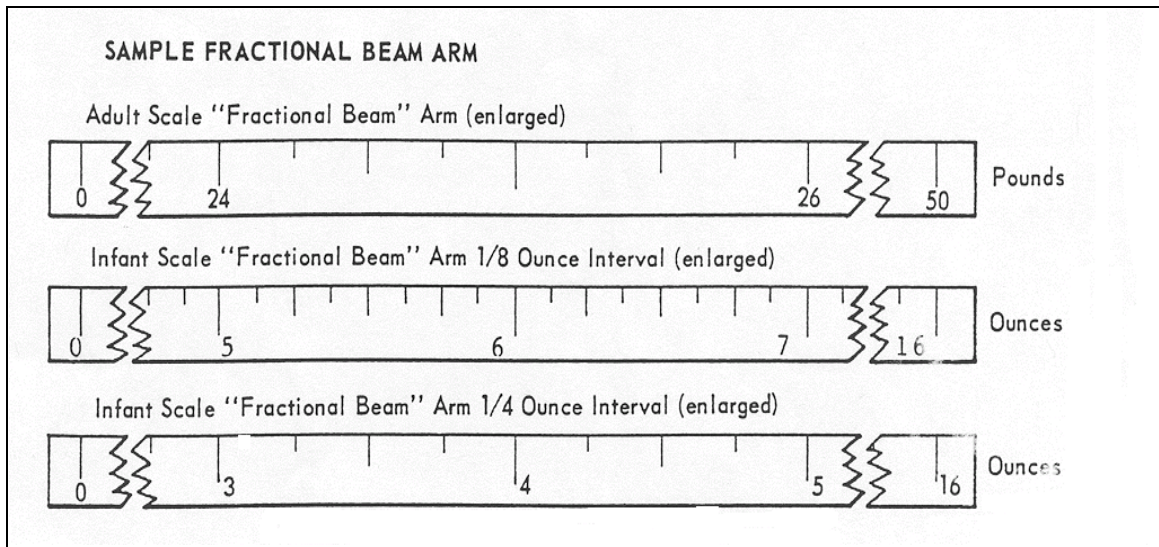 SAMPLE FRACTIONAL BEAM ARM
Adult Scale "Fractional Beam" Arm (enlarged)
0 24 26 50 Pounds
Infant Scale "Fractional Beam" Arm 1/8 Ounce Interval (enlarged)
0 5 6 7 16 Ounces
Infant Scale "Fractional Beam" Arm 1/4 Ounce Interval (enlarged)
0 3 4 5 16 Ounces